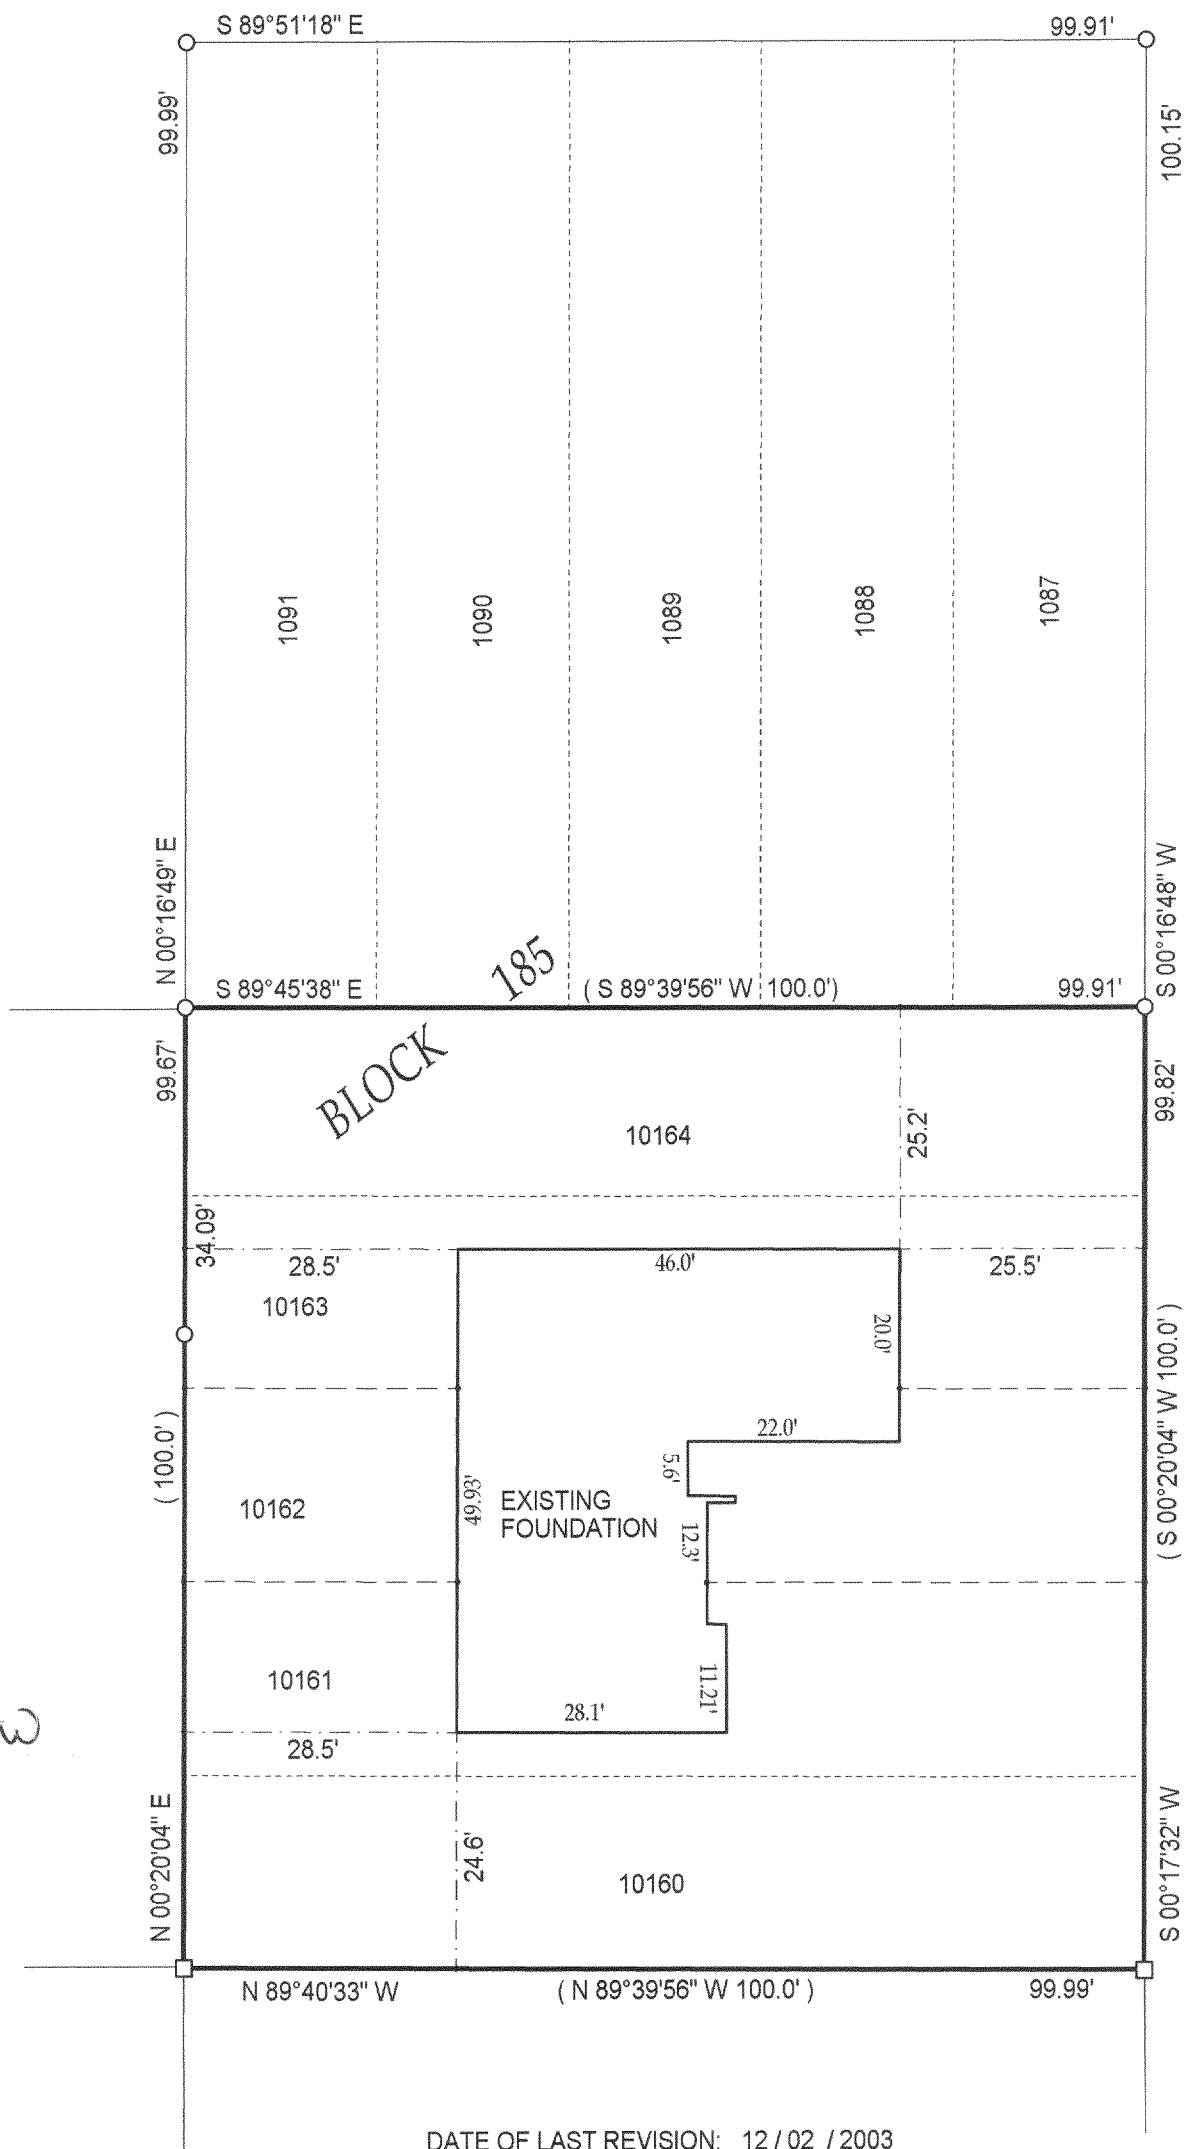 S 89°51'18" E 99.91'
99.99'
100.15'
1091
1090
1089
1088
1087
N 00°16'49" E
S 00°16'48" W
185
S 89°45'38" E ( S 89°39'56" W 100.0') 99.91'
BLOCK
99.67'
99.82'
10164
25.2'
34.09'
28.5'
46.0'
25.5'
10163
20.0'
( 100.0' )
( S 00°20'04" W 100.0' )
22.0'
5.6'
49.93'
EXISTING
FOUNDATION
10162
12.3'
10161
11.21'
28.1'
28.5'
3
N 00°20'04" E
24.6'
10160
S 00°17'32" W
N 89°40'33" W ( N 89°39'56" W 100.0' ) 99.99'
DATE OF LAST REVISION: 12 / 02 / 2003